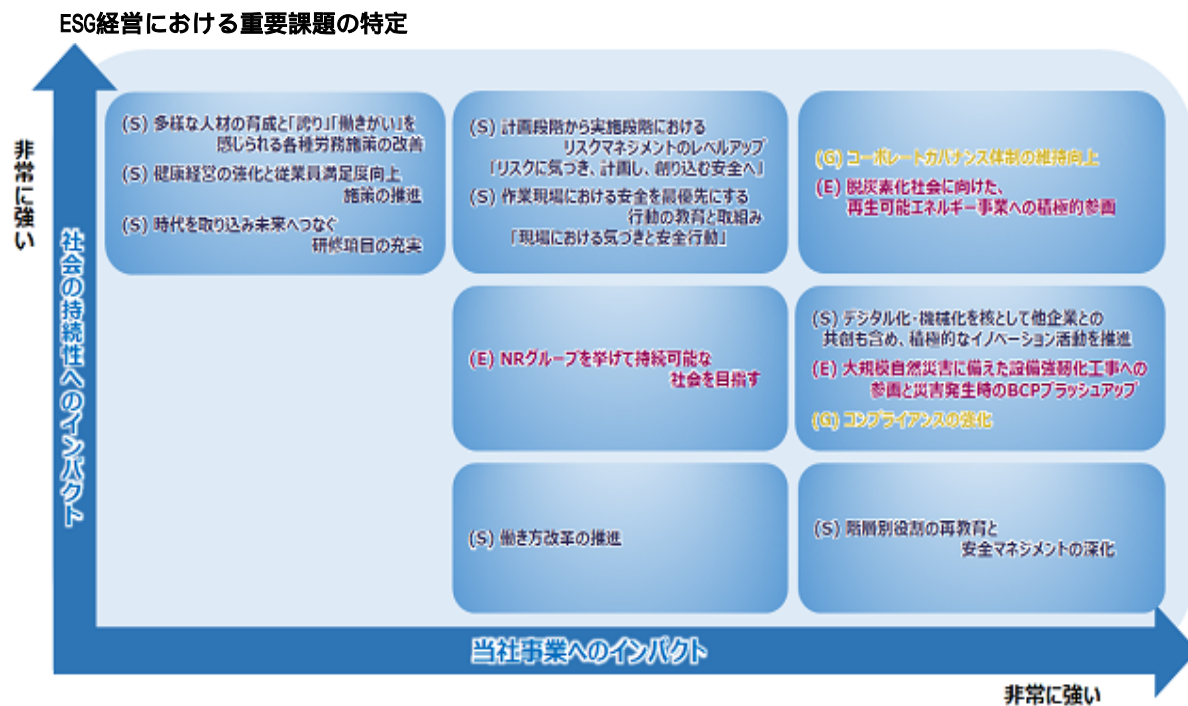 ESG経営における重要課題の特定
非常に強い
社会の持続性へのインパクト
(S) 多様な人材の育成と「誇り」「働きがい」を
感じられる各種労務施策の改善
(S) 健康経営の強化と従業員満足度向上
施策の推進
(S) 時代を取り込み未来へつなぐ
研修項目の充実
(S) 計画段階から実施段階における
リスクマネジメントのレベルアップ
「リスクに気づき、計画し、創り込む安全へ」
(S) 作業現場における安全を最優先にする
行動の教育と取組み
「現場における気づきと安全行動」
(G) コーポレートガバナンス体制の維持向上
(E) 脱炭素化社会に向けた、
再生可能エネルギー事業への積極的参画
(E) NRグループを挙げて持続可能な
社会を目指す
(S) デジタル化・機械化を核として他企業との
共創も含め、積極的なイノベーション活動を推進
(E) 大規模自然災害に備えた設備強靭化工事への
参画と災害発生時のBCPブラッシュアップ
(G) コンプライアンスの強化
(S) 働き方改革の推進
(S) 階層別役割の再教育と
安全マネジメントの深化
当社事業へのインパクト
非常に強い